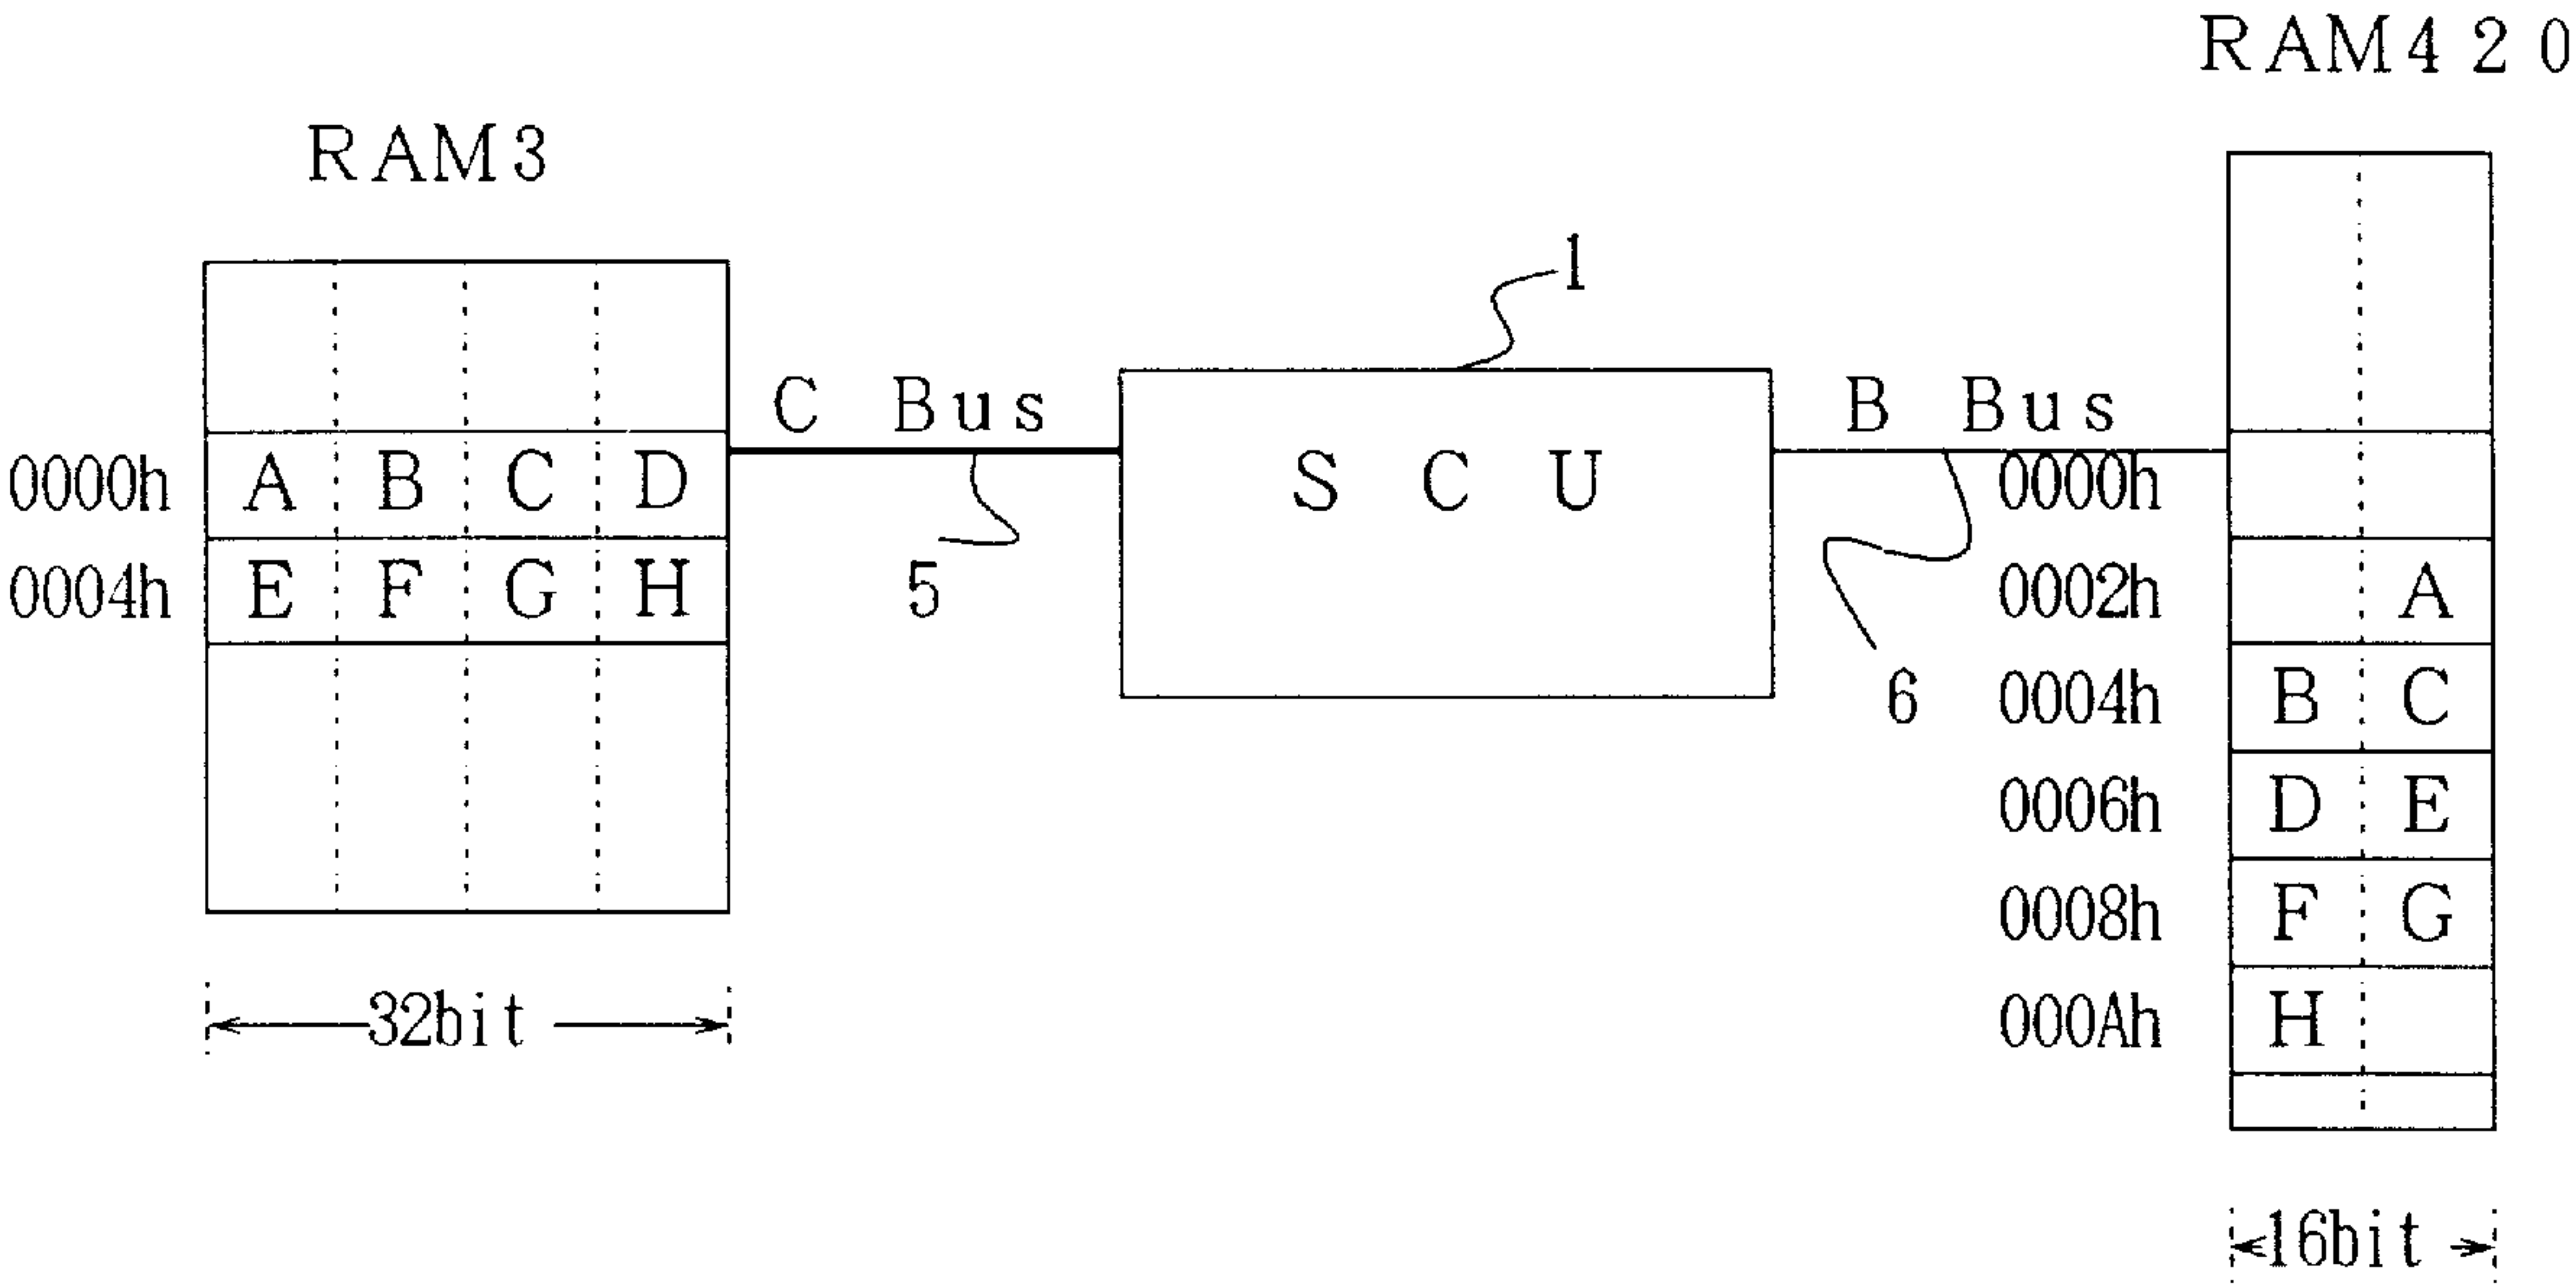 RAM420
RAM3
1
C Bus
B Bus
0000h A B C D
S C U
0000h
0004h E F G H
5
0002h A
6
0004h B C
0006h D E
0008h F G
32bit
000Ah H
16bit